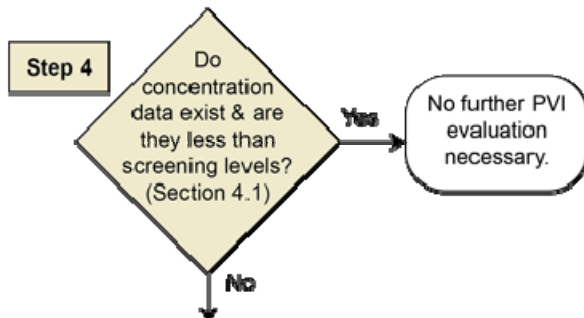 Step 4
Do
concentration
data exist & are
they less than
screening levels?
(Section 4.1)
Yes
No further PVI
evaluation
necessary.
No